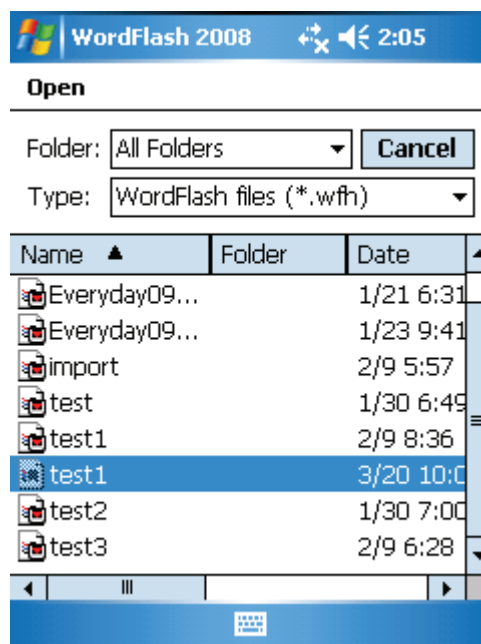 WordFlash 2008 2:05
Open
Folder: All Folders Cancel
Type: WordFlash files (*.wfh)
Name Folder Date
Everyday09... 1/21 6:31
Everyday09... 1/23 9:41
import 2/9 5:57
test 1/30 6:49
test1 2/9 8:36
test1 3/20 10:0
test2 1/30 7:00
test3 2/9 6:28